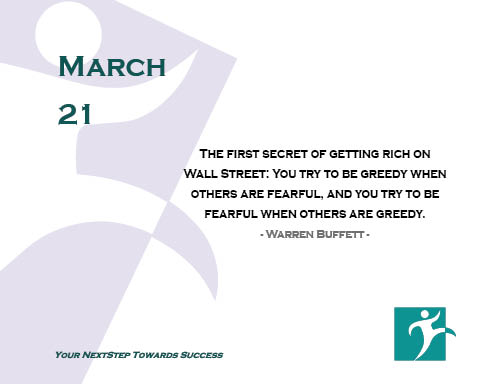 March
21
The first secret of getting rich on
Wall Street: You try to be greedy when
others are fearful, and you try to be
fearful when others are greedy.
- Warren Buffett -
Your NextStep Towards Success